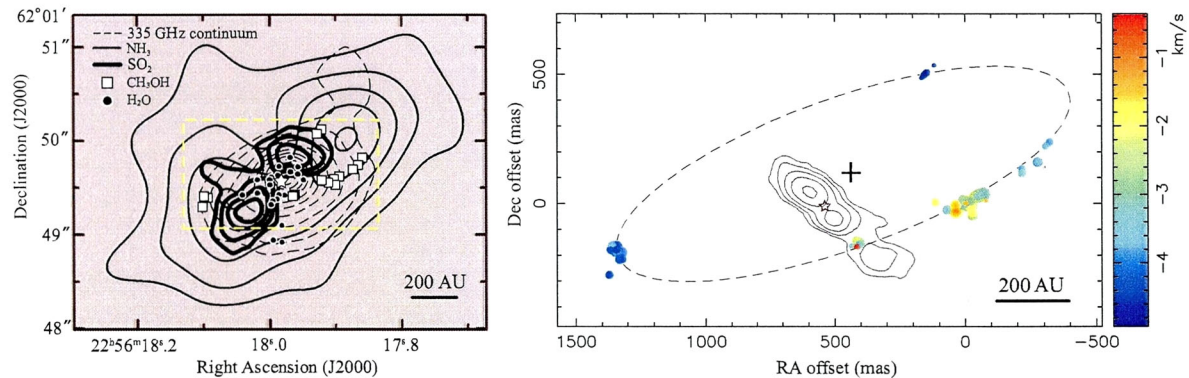 62°01′
51″
50″
49″
48″
Declination (J2000)
335 GHz continuum
NH₃
SO₂
CH₃OH
H₂O
200 AU
22ʰ56ᵐ18ˢ.2
18ˢ.0
17ˢ.8
Right Ascension (J2000)
500
0
Dec offset (mas)
200 AU
1500
1000
500
0
−500
RA offset (mas)
km/s
−1
−2
−3
−4